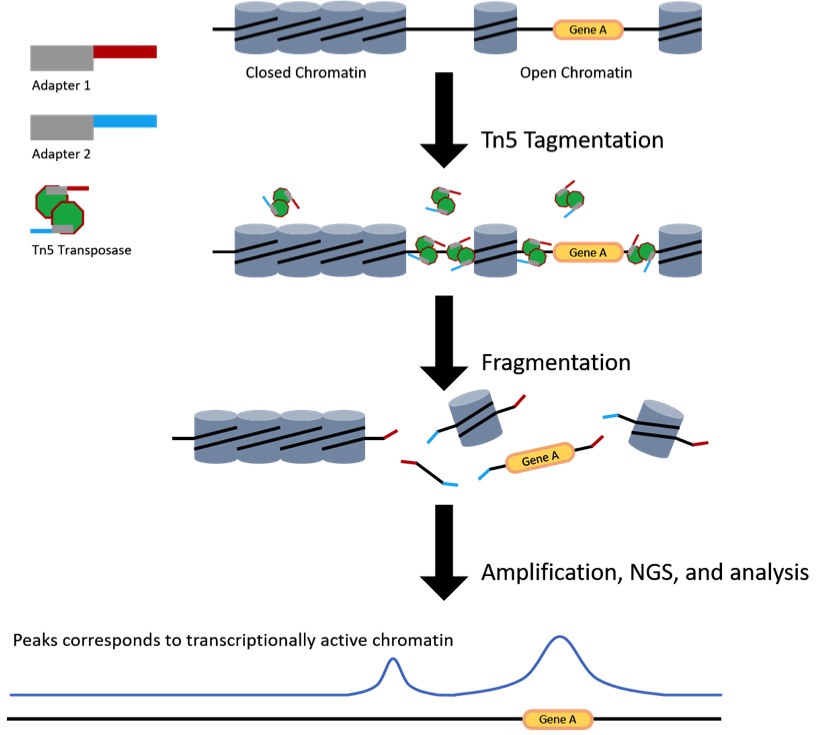 Gene A
Closed Chromatin
Open Chromatin
Adapter 1
Tn5 Tagmentation
Adapter 2
Tn5 Transposase
Gene A
Fragmentation
Gene A
Amplification, NGS, and analysis
Peaks corresponds to transcriptionally active chromatin
Gene A